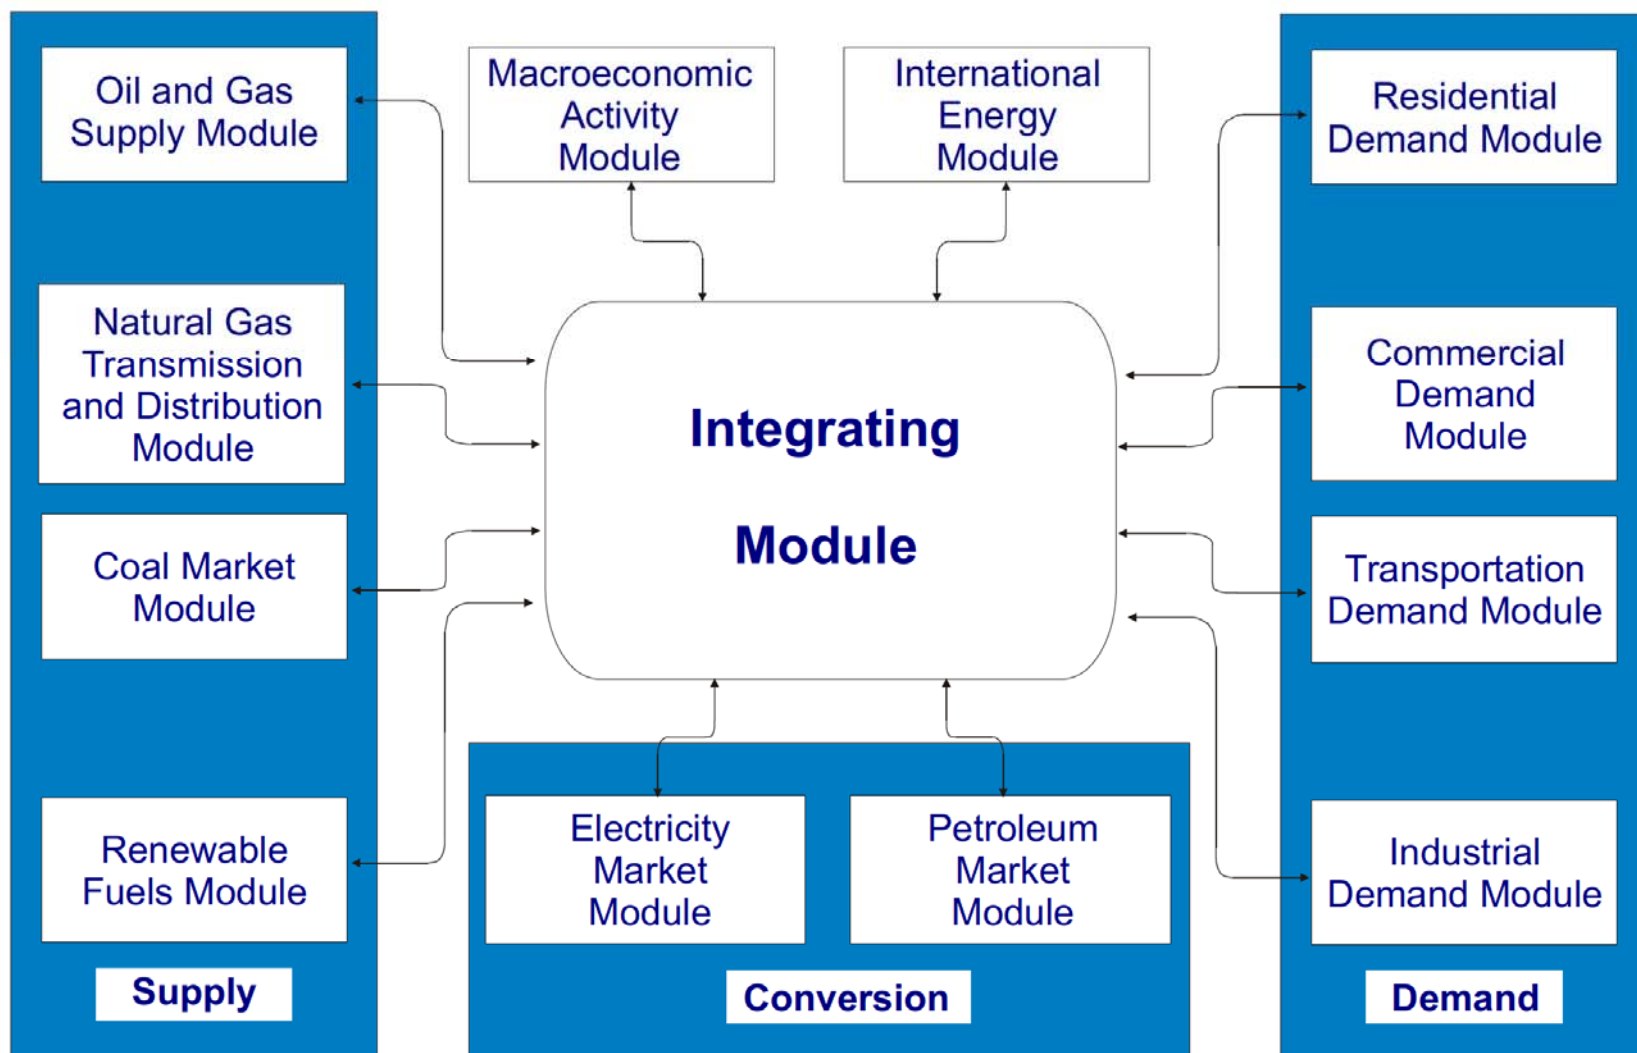 Oil and Gas
Supply Module
Natural Gas
Transmission
and Distribution
Module
Coal Market
Module
Renewable
Fuels Module
Supply
Macroeconomic
Activity
Module
International
Energy
Module
Integrating
Module
Electricity
Market
Module
Petroleum
Market
Module
Conversion
Residential
Demand Module
Commercial
Demand
Module
Transportation
Demand Module
Industrial
Demand Module
Demand